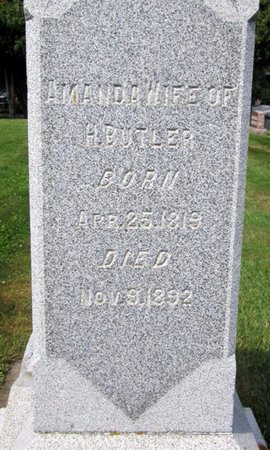 AMANDA WIFE OF
H. BUTLER
BORN
APR. 25. 1819
DIED
NOV. 9. 1892